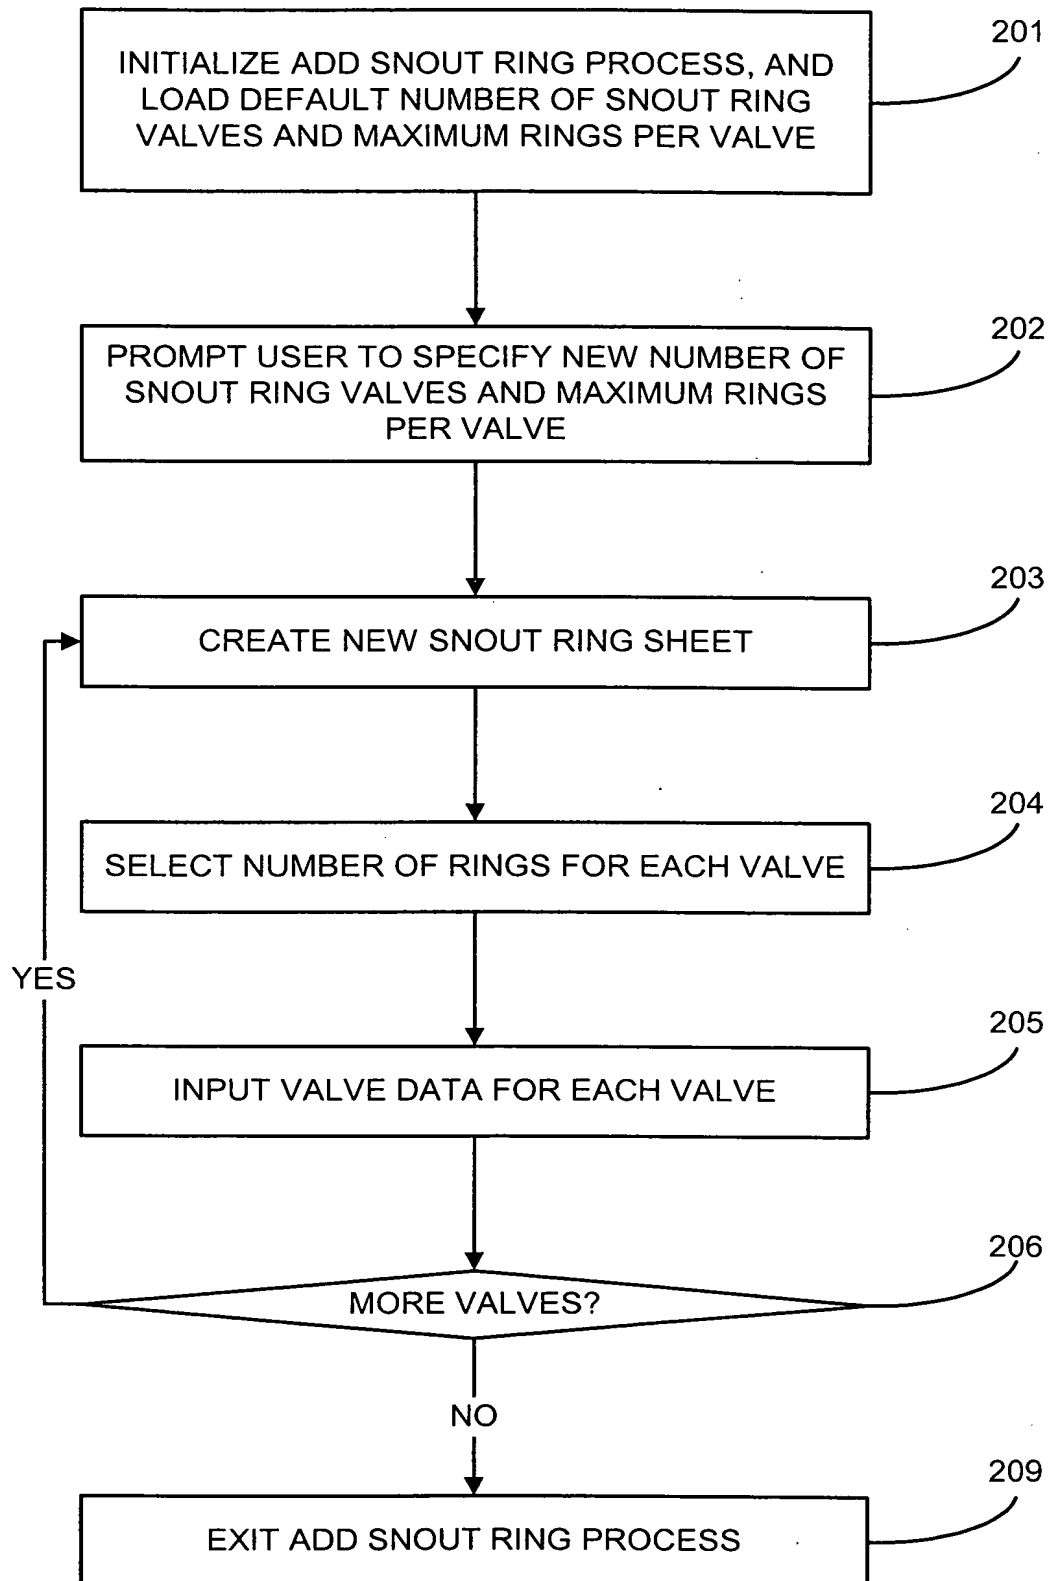 201
INITIALIZE ADD SNOUT RING PROCESS, AND
LOAD DEFAULT NUMBER OF SNOUT RING
VALVES AND MAXIMUM RINGS PER VALVE
202
PROMPT USER TO SPECIFY NEW NUMBER OF
SNOUT RING VALVES AND MAXIMUM RINGS
PER VALVE
203
CREATE NEW SNOUT RING SHEET
204
SELECT NUMBER OF RINGS FOR EACH VALVE
YES
205
INPUT VALVE DATA FOR EACH VALVE
206
MORE VALVES?
NO
209
EXIT ADD SNOUT RING PROCESS